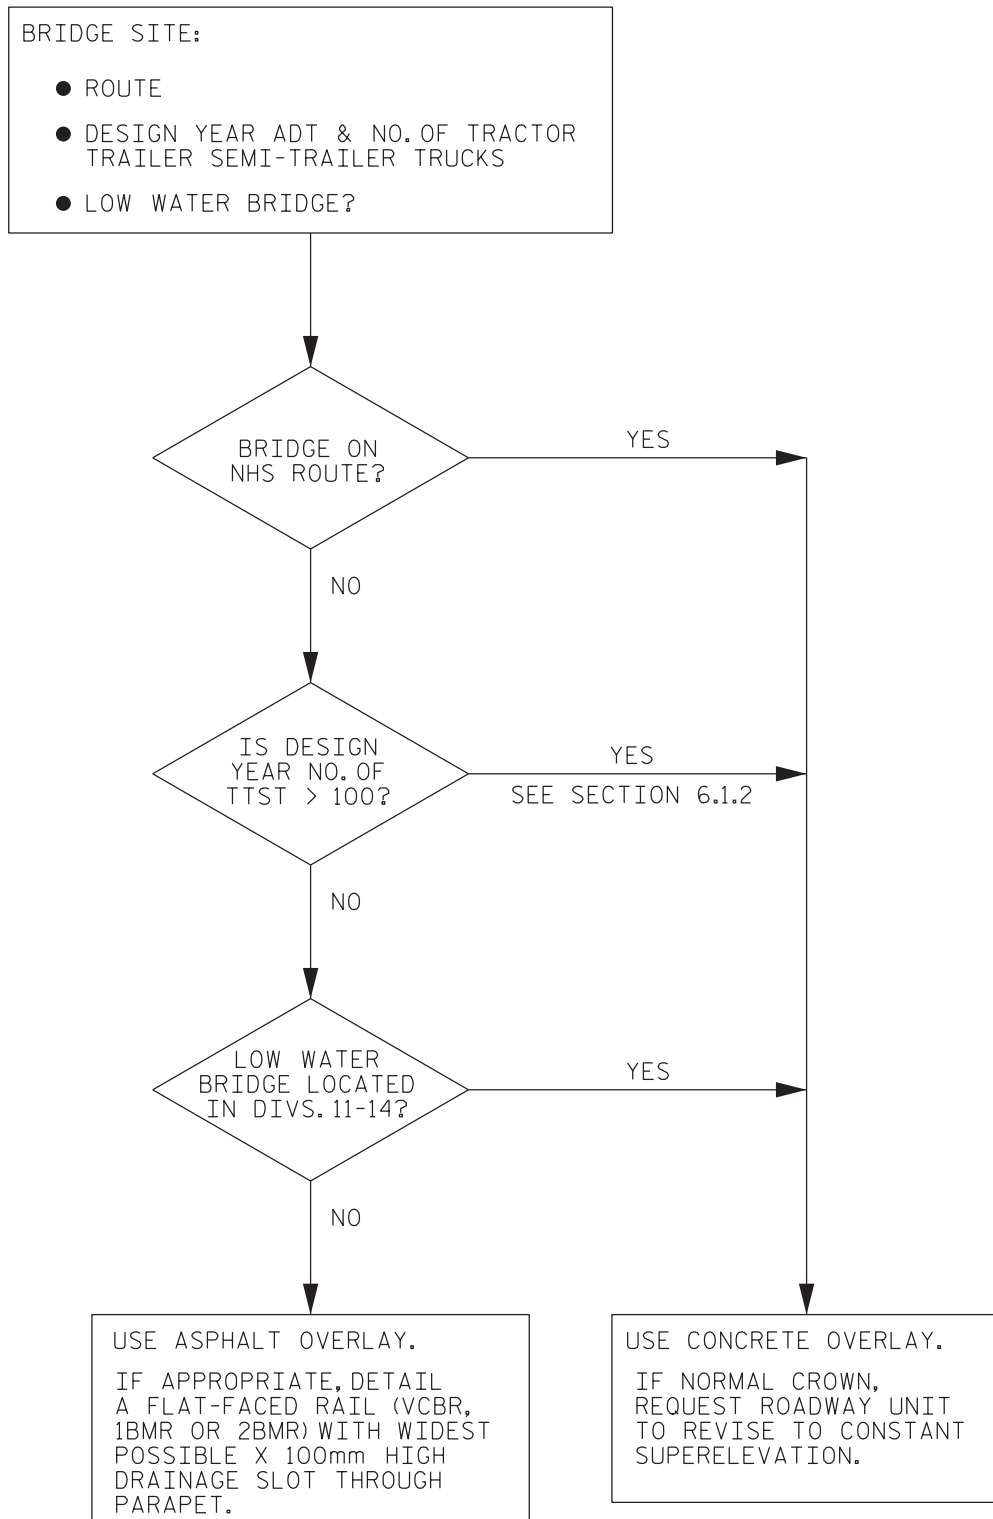 BRIDGE SITE:
● ROUTE
● DESIGN YEAR ADT & NO. OF TRACTOR
TRAILER SEMI-TRAILER TRUCKS
● LOW WATER BRIDGE?
BRIDGE ON
NHS ROUTE?
YES
NO
IS DESIGN
YEAR NO. OF
TTST > 100?
YES
SEE SECTION 6.1.2
NO
LOW WATER
BRIDGE LOCATED
IN DIVS. 11-14?
YES
NO
USE ASPHALT OVERLAY.
IF APPROPRIATE, DETAIL
A FLAT-FACED RAIL (VCBR,
1BMR OR 2BMR) WITH WIDEST
POSSIBLE X 100mm HIGH
DRAINAGE SLOT THROUGH
PARAPET.
USE CONCRETE OVERLAY.
IF NORMAL CROWN,
REQUEST ROADWAY UNIT
TO REVISE TO CONSTANT
SUPERELEVATION.